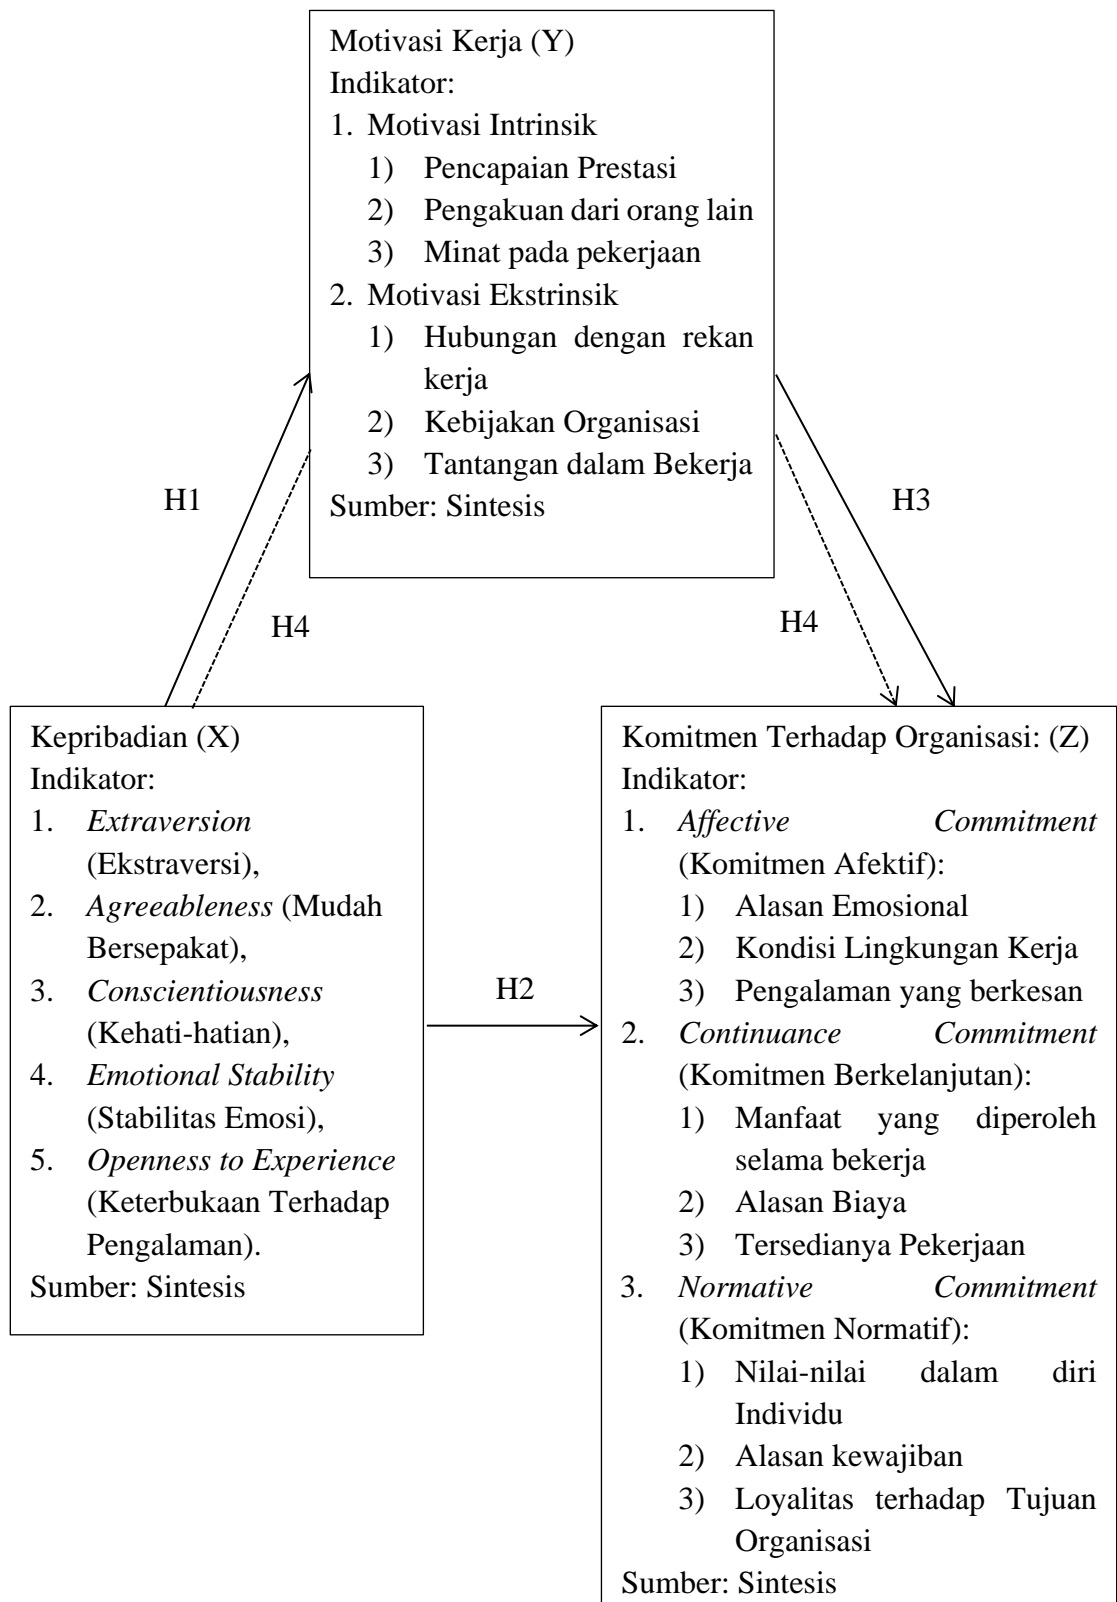 Motivasi Kerja (Y)
Indikator:
1. Motivasi Intrinsik
1) Pencapaian Prestasi
2) Pengakuan dari orang lain
3) Minat pada pekerjaan
2. Motivasi Ekstrinsik
1) Hubungan dengan rekan
kerja
2) Kebijakan Organisasi
3) Tantangan dalam Bekerja
Sumber: Sintesis
H1
H3
H4
H4
Kepribadian (X)
Indikator:
1. Extraversion
(Ekstraversi),
2. Agreeableness (Mudah
Bersepakat),
3. Conscientiousness
(Kehati-hatian),
4. Emotional Stability
(Stabilitas Emosi),
5. Openness to Experience
(Keterbukaan Terhadap
Pengalaman).
Sumber: Sintesis
H2
Komitmen Terhadap Organisasi: (Z)
Indikator:
1. Affective Commitment
(Komitmen Afektif):
1) Alasan Emosional
2) Kondisi Lingkungan Kerja
3) Pengalaman yang berkesan
2. Continuance Commitment
(Komitmen Berkelanjutan):
1) Manfaat yang diperoleh
selama bekerja
2) Alasan Biaya
3) Tersedianya Pekerjaan
3. Normative Commitment
(Komitmen Normatif):
1) Nilai-nilai dalam diri
Individu
2) Alasan kewajiban
3) Loyalitas terhadap Tujuan
Organisasi
Sumber: Sintesis